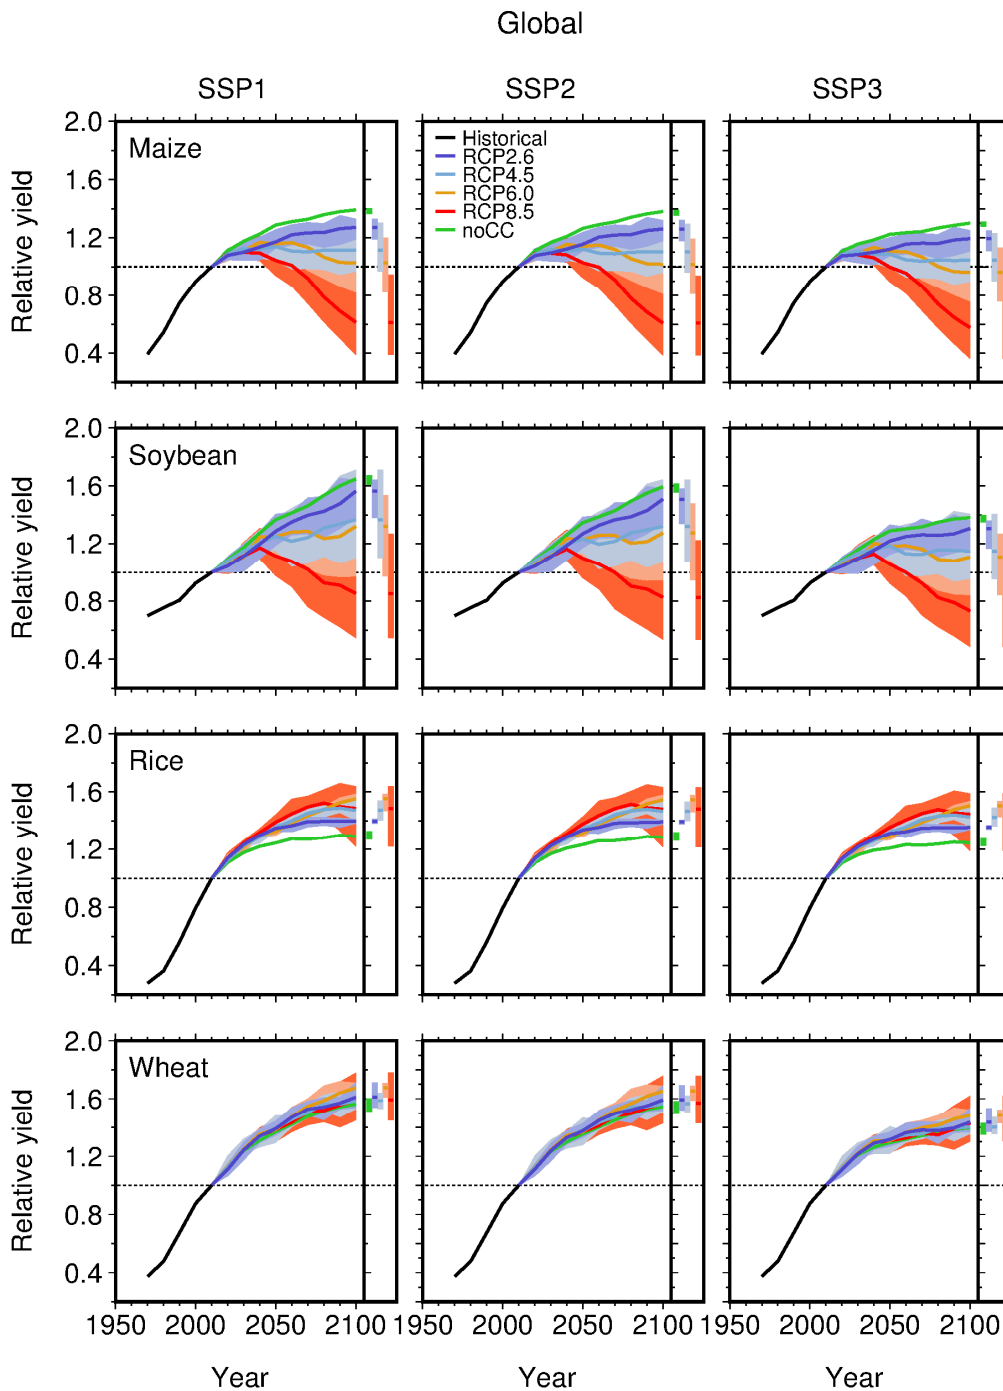 Global
SSP1 SSP2 SSP3
2.0
1.6
1.2
0.8
0.4
Relative yield
Maize
Historical
RCP2.6
RCP4.5
RCP6.0
RCP8.5
noCC
2.0
1.6
1.2
0.8
0.4
Relative yield
Soybean
2.0
1.6
1.2
0.8
0.4
Relative yield
Rice
2.0
1.6
1.2
0.8
0.4
Relative yield
Wheat
1950 2000 2050 2100 1950 2000 2050 2100 1950 2000 2050 2100
Year Year Year